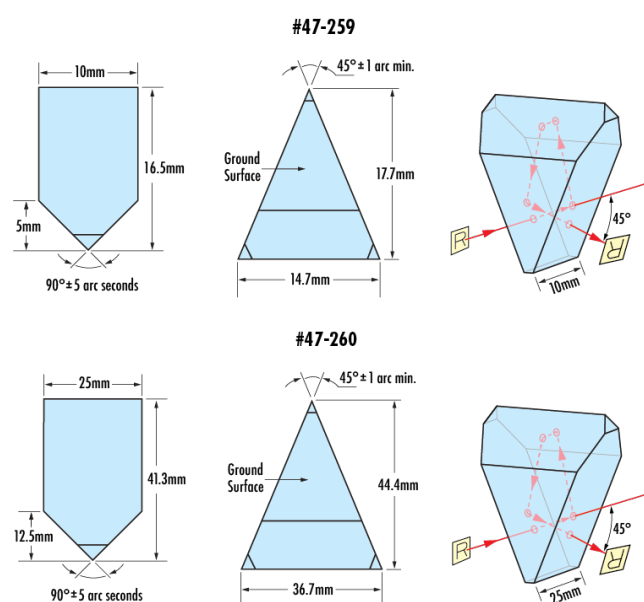 #47-259
10mm
16.5mm
5mm
90°± 5 arc seconds
45°± 1 arc min.
Ground
Surface
17.7mm
14.7mm
R
45°
R
10mm
#47-260
25mm
41.3mm
12.5mm
90°± 5 arc seconds
45°± 1 arc min.
Ground
Surface
44.4mm
36.7mm
R
45°
R
25mm